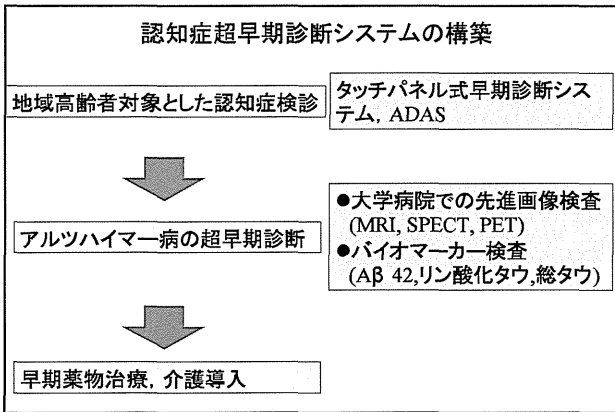 認知症超早期診断システムの構築
地域高齢者対象とした認知症検診
タッチパネル式早期診断シス
テム, ADAS
アルツハイマー病の超早期診断
●大学病院での先進画像検査
(MRI, SPECT, PET)
●バイオマーカー検査
(Aβ 42,リン酸化タウ,総タウ)
早期薬物治療, 介護導入